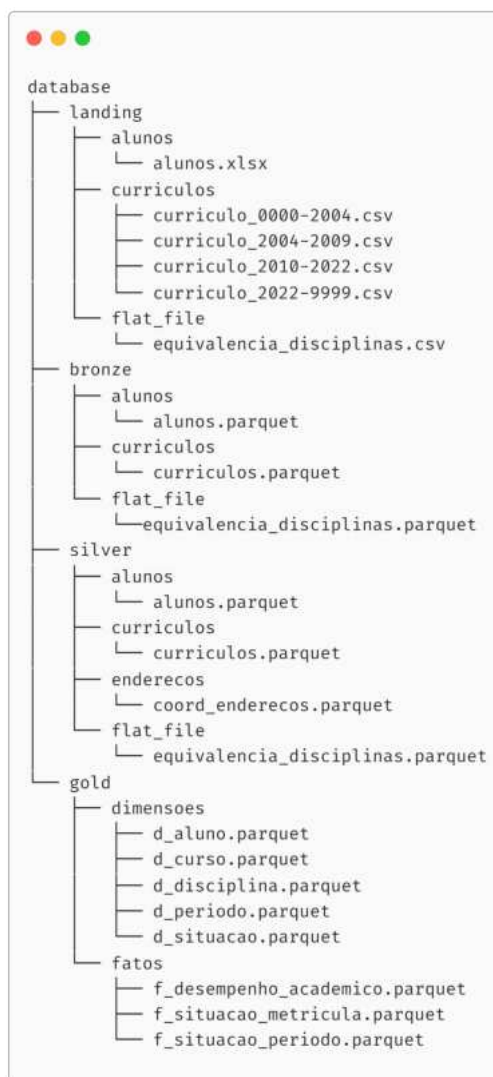 database
├── landing
│   ├── alunos
│   │   └── alunos.xlsx
│   ├── curriculos
│   │   ├── curriculo_0000-2004.csv
│   │   ├── curriculo_2004-2009.csv
│   │   ├── curriculo_2010-2022.csv
│   │   └── curriculo_2022-9999.csv
│   └── flat_file
│       └── equivalencia_disciplinas.csv
├── bronze
│   ├── alunos
│   │   └── alunos.parquet
│   ├── curriculos
│   │   └── curriculos.parquet
│   └── flat_file
│       └──equivalencia_disciplinas.parquet
├── silver
│   ├── alunos
│   │   └── alunos.parquet
│   ├── curriculos
│   │   └── curriculos.parquet
│   ├── enderecos
│   │   └── coord_enderecos.parquet
│   └── flat_file
│       └── equivalencia_disciplinas.parquet
└── gold
    ├── dimensoes
    │   ├── d_aluno.parquet
    │   ├── d_curso.parquet
    │   ├── d_disciplina.parquet
    │   ├── d_periodo.parquet
    │   └── d_situacao.parquet
    └── fatos
        ├── f_desempenho_academico.parquet
        ├── f_situacao_metricula.parquet
        └── f_situacao_periodo.parquet